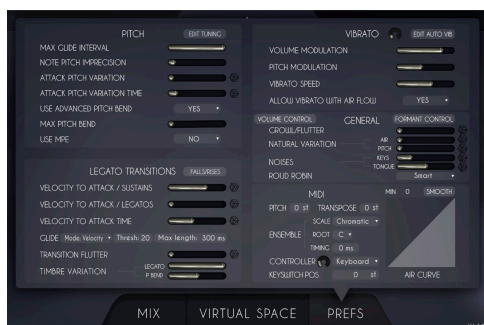 PITCH EDIT TUNING
MAX GLIDE INTERVAL
NOTE PITCH IMPRECISION
ATTACK PITCH VARIATION
ATTACK PITCH VARIATION TIME
USE ADVANCED PITCH BEND YES
MAX PITCH BEND
USE MPE NO
LEGATO TRANSITIONS FALLS/RISES
VELOCITY TO ATTACK / SUSTAINS
VELOCITY TO ATTACK / LEGATOS
VELOCITY TO ATTACK TIME
GLIDE Mode: Velocity Thresh: 20 Max length: 300 ms
TRANSITION FLUTTER
TIMBRE VARIATION LEGATO
P BEND
VIBRATO EDIT AUTO VIB
VOLUME MODULATION
PITCH MODULATION
VIBRATO SPEED
ALLOW VIBRATO WITH AIR FLOW YES
VOLUME CONTROL GENERAL FORMANT CONTROL
GROWL/FLUTTER
NATURAL VARIATION AIR
PITCH
NOISES KEYS
TONGUE
ROUD ROBIN Smart
MIDI MIN 0 SMOOTH
PITCH 0 st TRANSPOSE 0 st
ENSEMBLE SCALE Chromatic
ROOT C
TIMING 0 ms
CONTROLLER Keyboard
KEYSWITCH POS 0 st AIR CURVE
MIX VIRTUAL SPACE PREFS